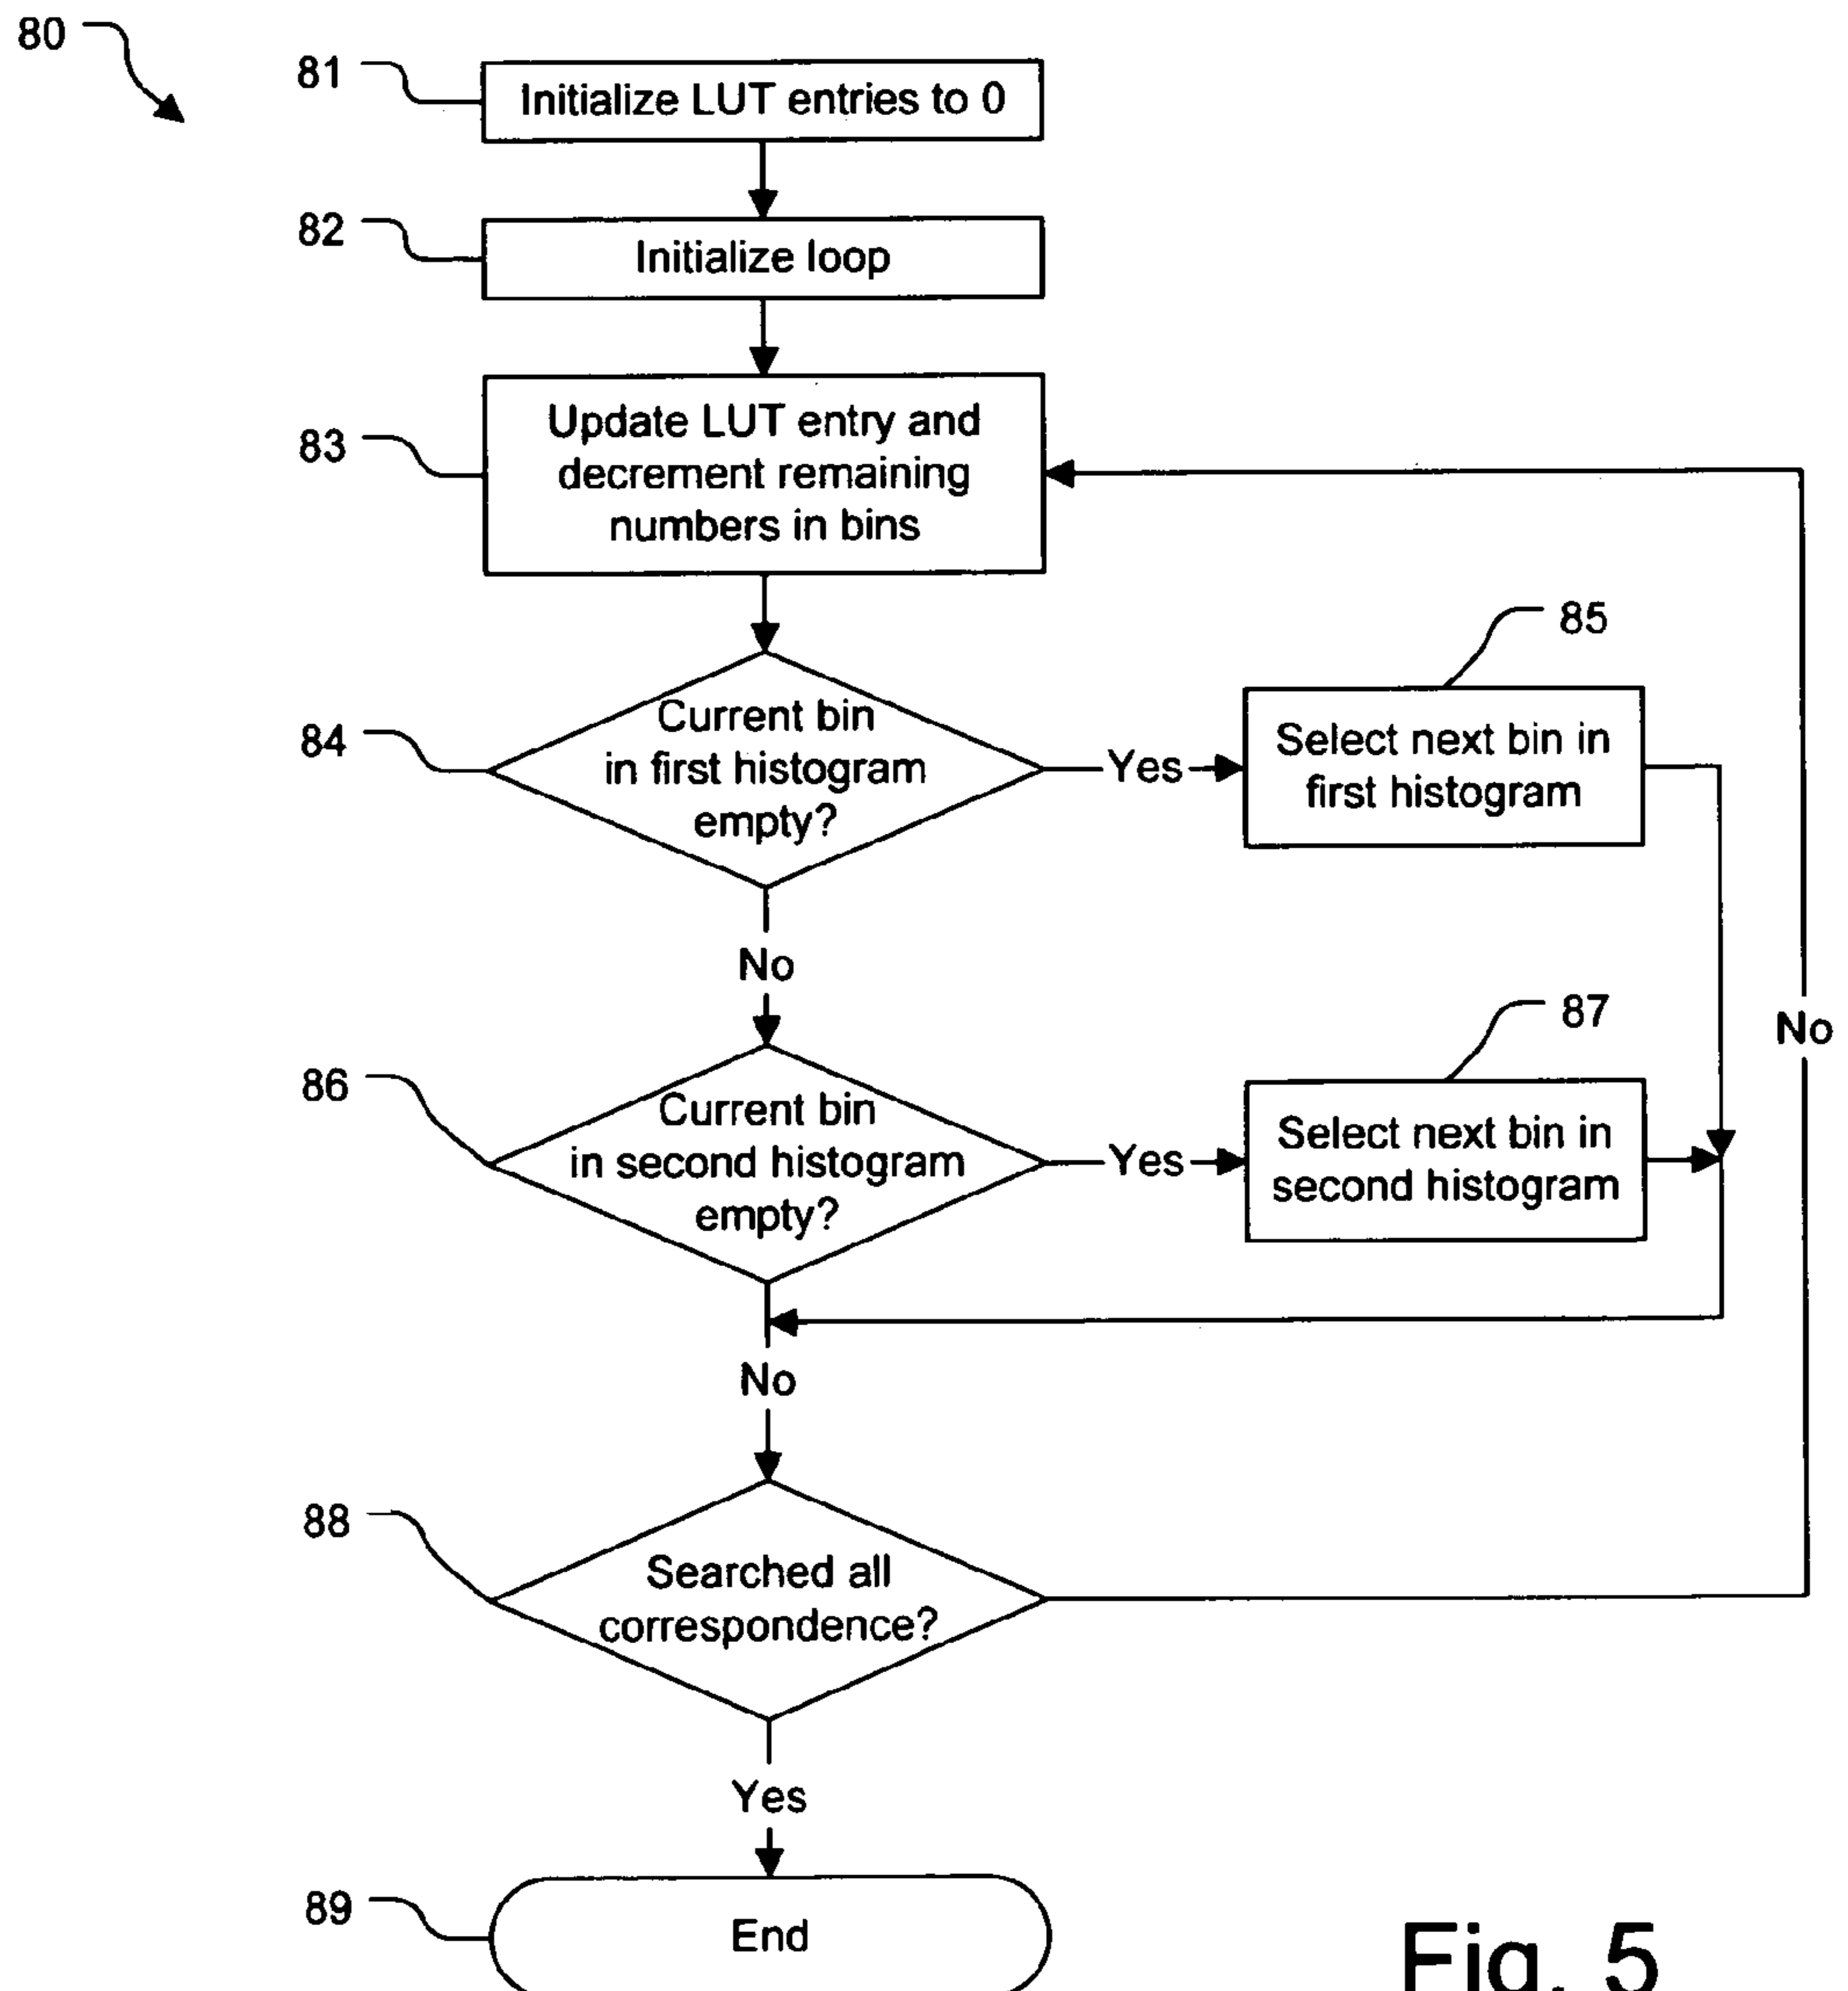 80
81
Initialize LUT entries to 0
82
Initialize loop
83
Update LUT entry and
decrement remaining
numbers in bins
84
Current bin
in first histogram
empty?
Yes
85
Select next bin in
first histogram
No
86
Current bin
in second histogram
empty?
Yes
87
Select next bin in
second histogram
No
No
88
Searched all
correspondence?
Yes
89
End
Fig. 5